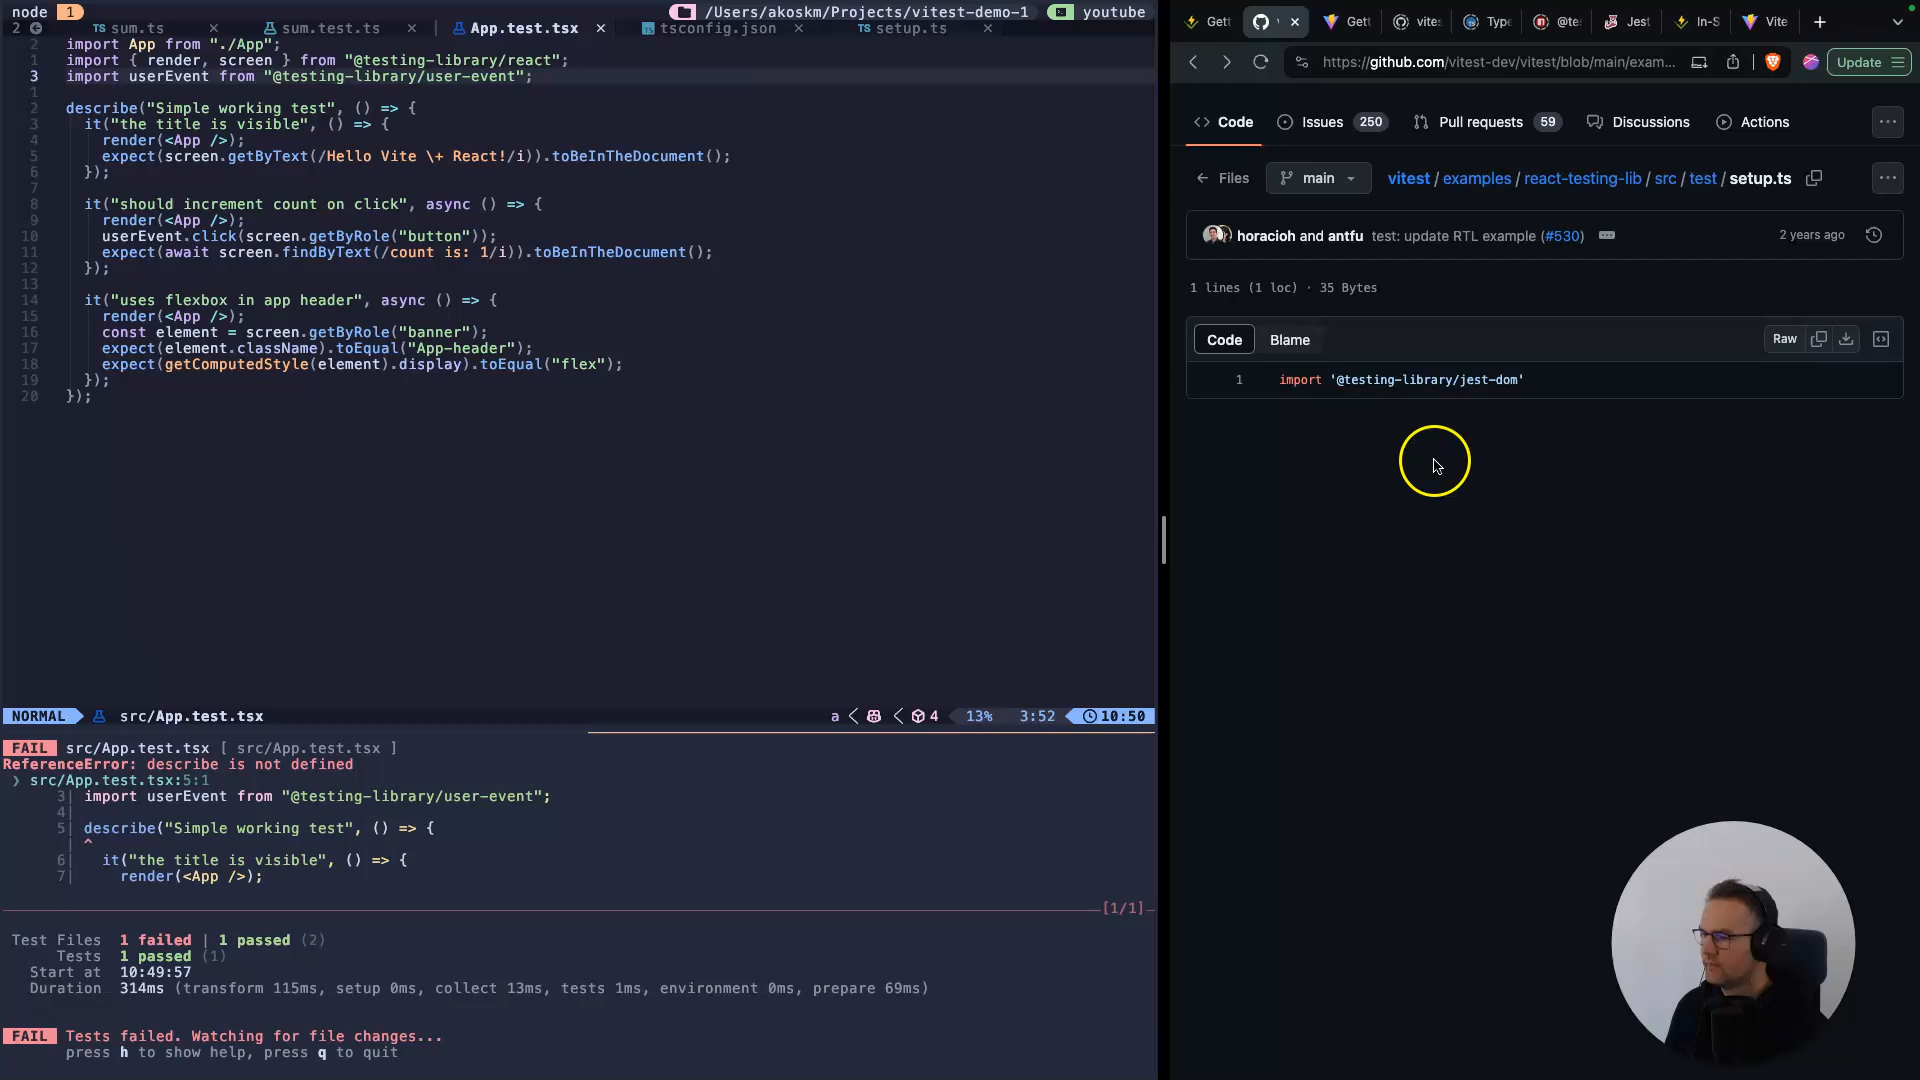 node 1 /Users/akoskm/Projects/vitest-demo-1 youtube
2 TS sum.ts × sum.test.ts × App.test.tsx × TS tsconfig.json × TS setup.ts ×
2 import App from "./App";
1 import { render, screen } from "@testing-library/react";
3 import userEvent from "@testing-library/user-event";
1
2 describe("Simple working test", () => {
3 it("the title is visible", () => {
4 render(<App />);
5 expect(screen.getByText(/Hello Vite \+ React!/i)).toBeInTheDocument();
6 });
7
8 it("should increment count on click", async () => {
9 render(<App />);
10 userEvent.click(screen.getByRole("button"));
11 expect(await screen.findByText(/count is: 1/i)).toBeInTheDocument();
12 });
13
14 it("uses flexbox in app header", async () => {
15 render(<App />);
16 const element = screen.getByRole("banner");
17 expect(element.className).toEqual("App-header");
18 expect(getComputedStyle(element).display).toEqual("flex");
19 });
20 });
NORMAL src/App.test.tsx a 4 13% 3:52 10:50
FAIL src/App.test.tsx [ src/App.test.tsx ]
ReferenceError: describe is not defined
❯ src/App.test.tsx:5:1
3| import userEvent from "@testing-library/user-event";
4|
5| describe("Simple working test", () => {
| ^
6| it("the title is visible", () => {
7| render(<App />);
[1/1]
Test Files 1 failed | 1 passed (2)
Tests 1 passed (1)
Start at 10:49:57
Duration 314ms (transform 115ms, setup 0ms, collect 13ms, tests 1ms, environment 0ms, prepare 69ms)
FAIL Tests failed. Watching for file changes...
press h to show help, press q to quit
Gett v × Gett vites Type @tes Jest In-S Vite +
https://github.com/vitest-dev/vitest/blob/main/exam... Update
Code Issues 250 Pull requests 59 Discussions Actions ...
Files main vitest / examples / react-testing-lib / src / test / setup.ts ...
horacioh and antfu test: update RTL example (#530) ... 2 years ago
1 lines (1 loc) · 35 Bytes
Code Blame Raw
1 import '@testing-library/jest-dom'